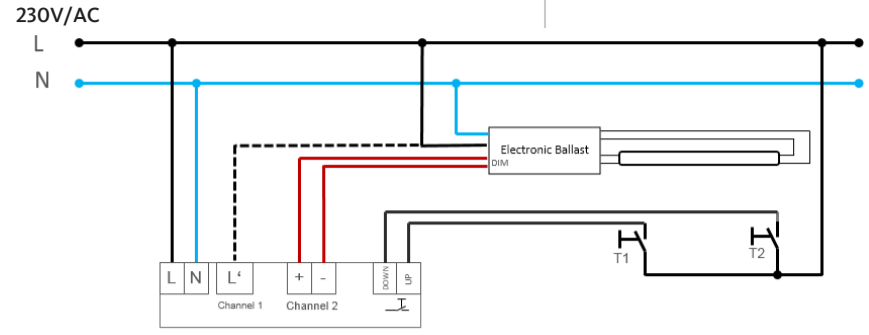 230V/AC
L
N
Electronic Ballast
DIM
T1
T2
L N L‘ + - DOWN UP
Channel 1 Channel 2